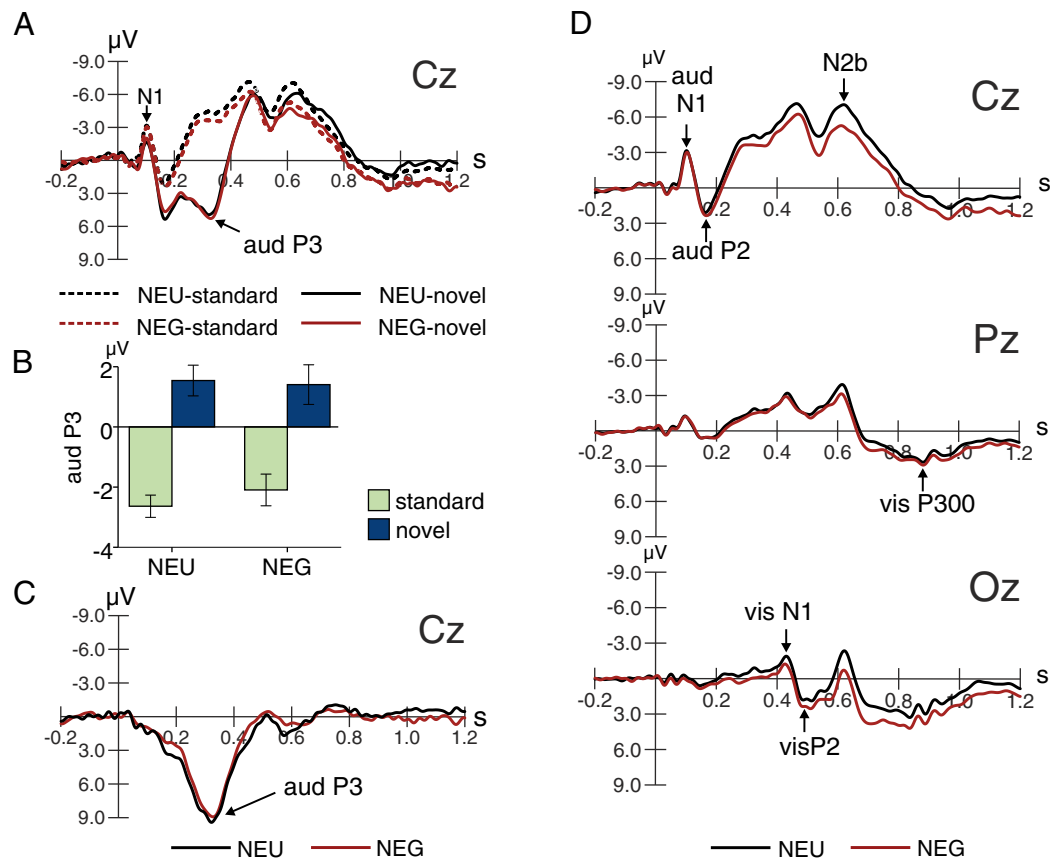 A
µV
Cz
-9.0
-6.0
N1
-3.0
s
-0.2 0.2 0.4 0.6 0.8 1.0 1.2
3.0
6.0
aud P3
9.0
NEU-standard NEU-novel
NEG-standard NEG-novel
B
µV
2
aud P3
0
-2
standard
novel
-4
NEU NEG
C
µV
Cz
-9.0
-6.0
-3.0
s
-0.2 0.2 0.4 0.6 0.8 1.0 1.2
3.0
6.0
aud P3
9.0
NEU NEG
D
µV
Cz
-9.0
aud
N1
N2b
-6.0
-3.0
s
-0.2 0.2 0.4 0.6 0.8 1.0 1.2
3.0
aud P2
6.0
9.0
µV
Pz
-9.0
-6.0
-3.0
s
-0.2 0.2 0.4 0.6 0.8 1.0 1.2
3.0
vis P300
6.0
9.0
µV
Oz
-9.0
-6.0
vis N1
-3.0
s
-0.2 0.2 0.4 0.6 0.8 1.0 1.2
3.0
visP2
6.0
9.0
NEU NEG